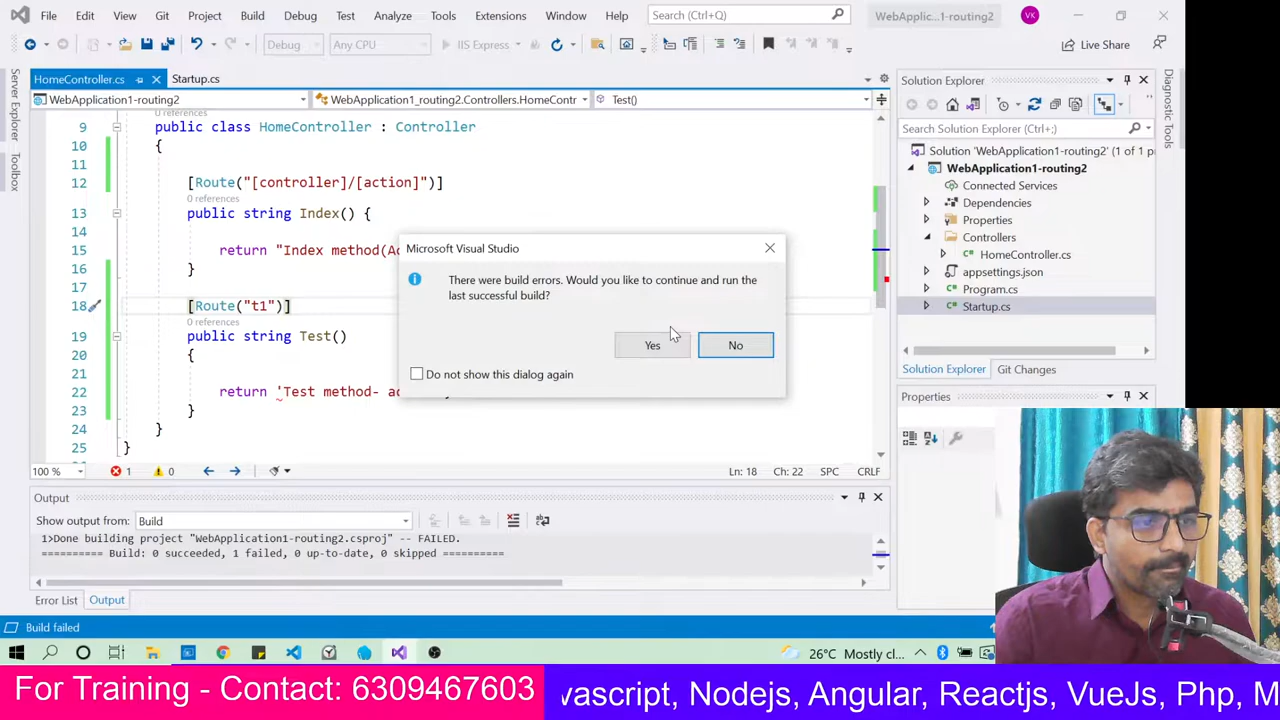 File Edit View Git Project Build Debug Test Analyze Tools Extensions Window Help Search (Ctrl+Q) WebApplic...1-routing2 VK
Debug Any CPU IIS Express Live Share
Server Explorer
Toolbox
HomeController.cs Startup.cs
WebApplication1-routing2 WebApplication1_routing2.Controllers.HomeContr Test()
9 public class HomeController : Controller
10 {
11
12 [Route("[controller]/[action]")]
0 references
13 public string Index() {
14
15 return "Index method(Ac
16 }
17
18 [Route("t1")]
0 references
19 public string Test()
20 {
21
22 return 'Test method- ac
23 }
24 }
25 }
Microsoft Visual Studio
There were build errors. Would you like to continue and run the
last successful build?
Yes No
Do not show this dialog again
100 % 1 0 Ln: 18 Ch: 22 SPC CRLF
Output
Show output from: Build
1>Done building project "WebApplication1-routing2.csproj" -- FAILED.
========== Build: 0 succeeded, 1 failed, 0 up-to-date, 0 skipped ==========
Error List Output
Build failed
Solution Explorer
Search Solution Explorer (Ctrl+;)
Solution 'WebApplication1-routing2' (1 of 1 p
WebApplication1-routing2
Connected Services
Dependencies
Properties
Controllers
HomeController.cs
appsettings.json
Program.cs
Startup.cs
Solution Explorer Git Changes
Properties
Diagnostic Tools
26°C Mostly cl...
For Training - Contact: 6309467603
vascript, Nodejs, Angular, Reactjs, VueJs, Php, M